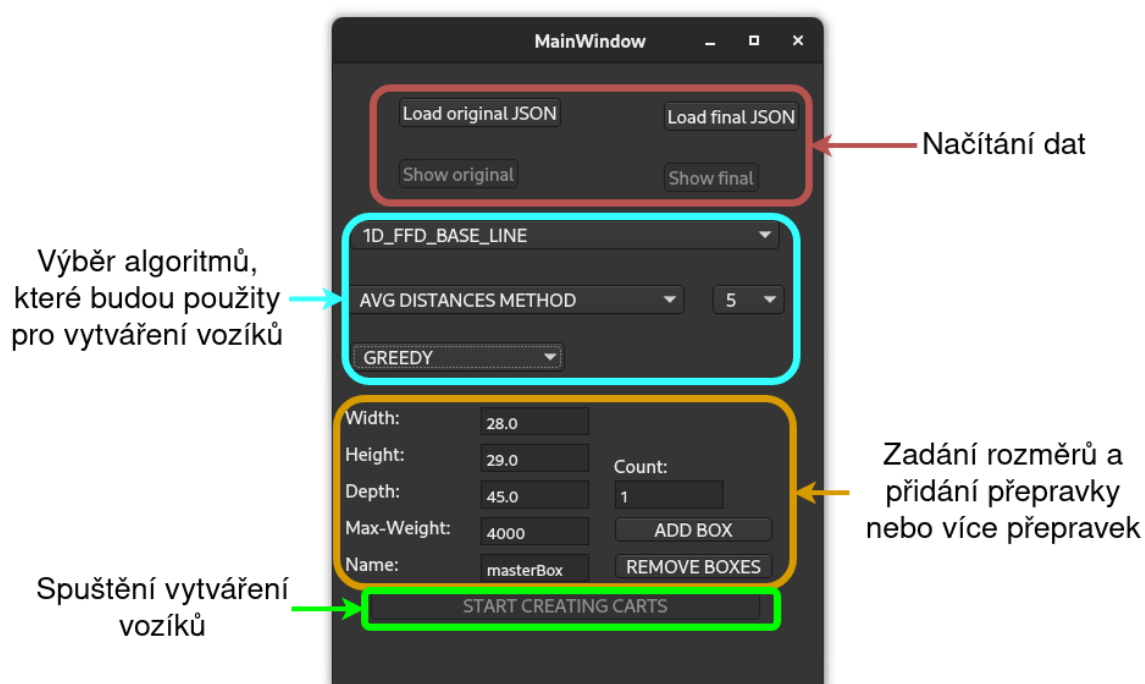 MainWindow
Load original JSON
Load final JSON
Show original
Show final
Načítání dat
1D_FFD_BASE_LINE
AVG DISTANCES METHOD
5
GREEDY
Výběr algoritmů,
které budou použity
pro vytváření vozíků
Width:
28.0
Height:
29.0
Count:
Depth:
45.0
1
Max-Weight:
4000
ADD BOX
Name:
masterBox
REMOVE BOXES
Zadání rozměrů a
přidání přepravky
nebo více přepravek
START CREATING CARTS
Spuštění vytváření
vozíků